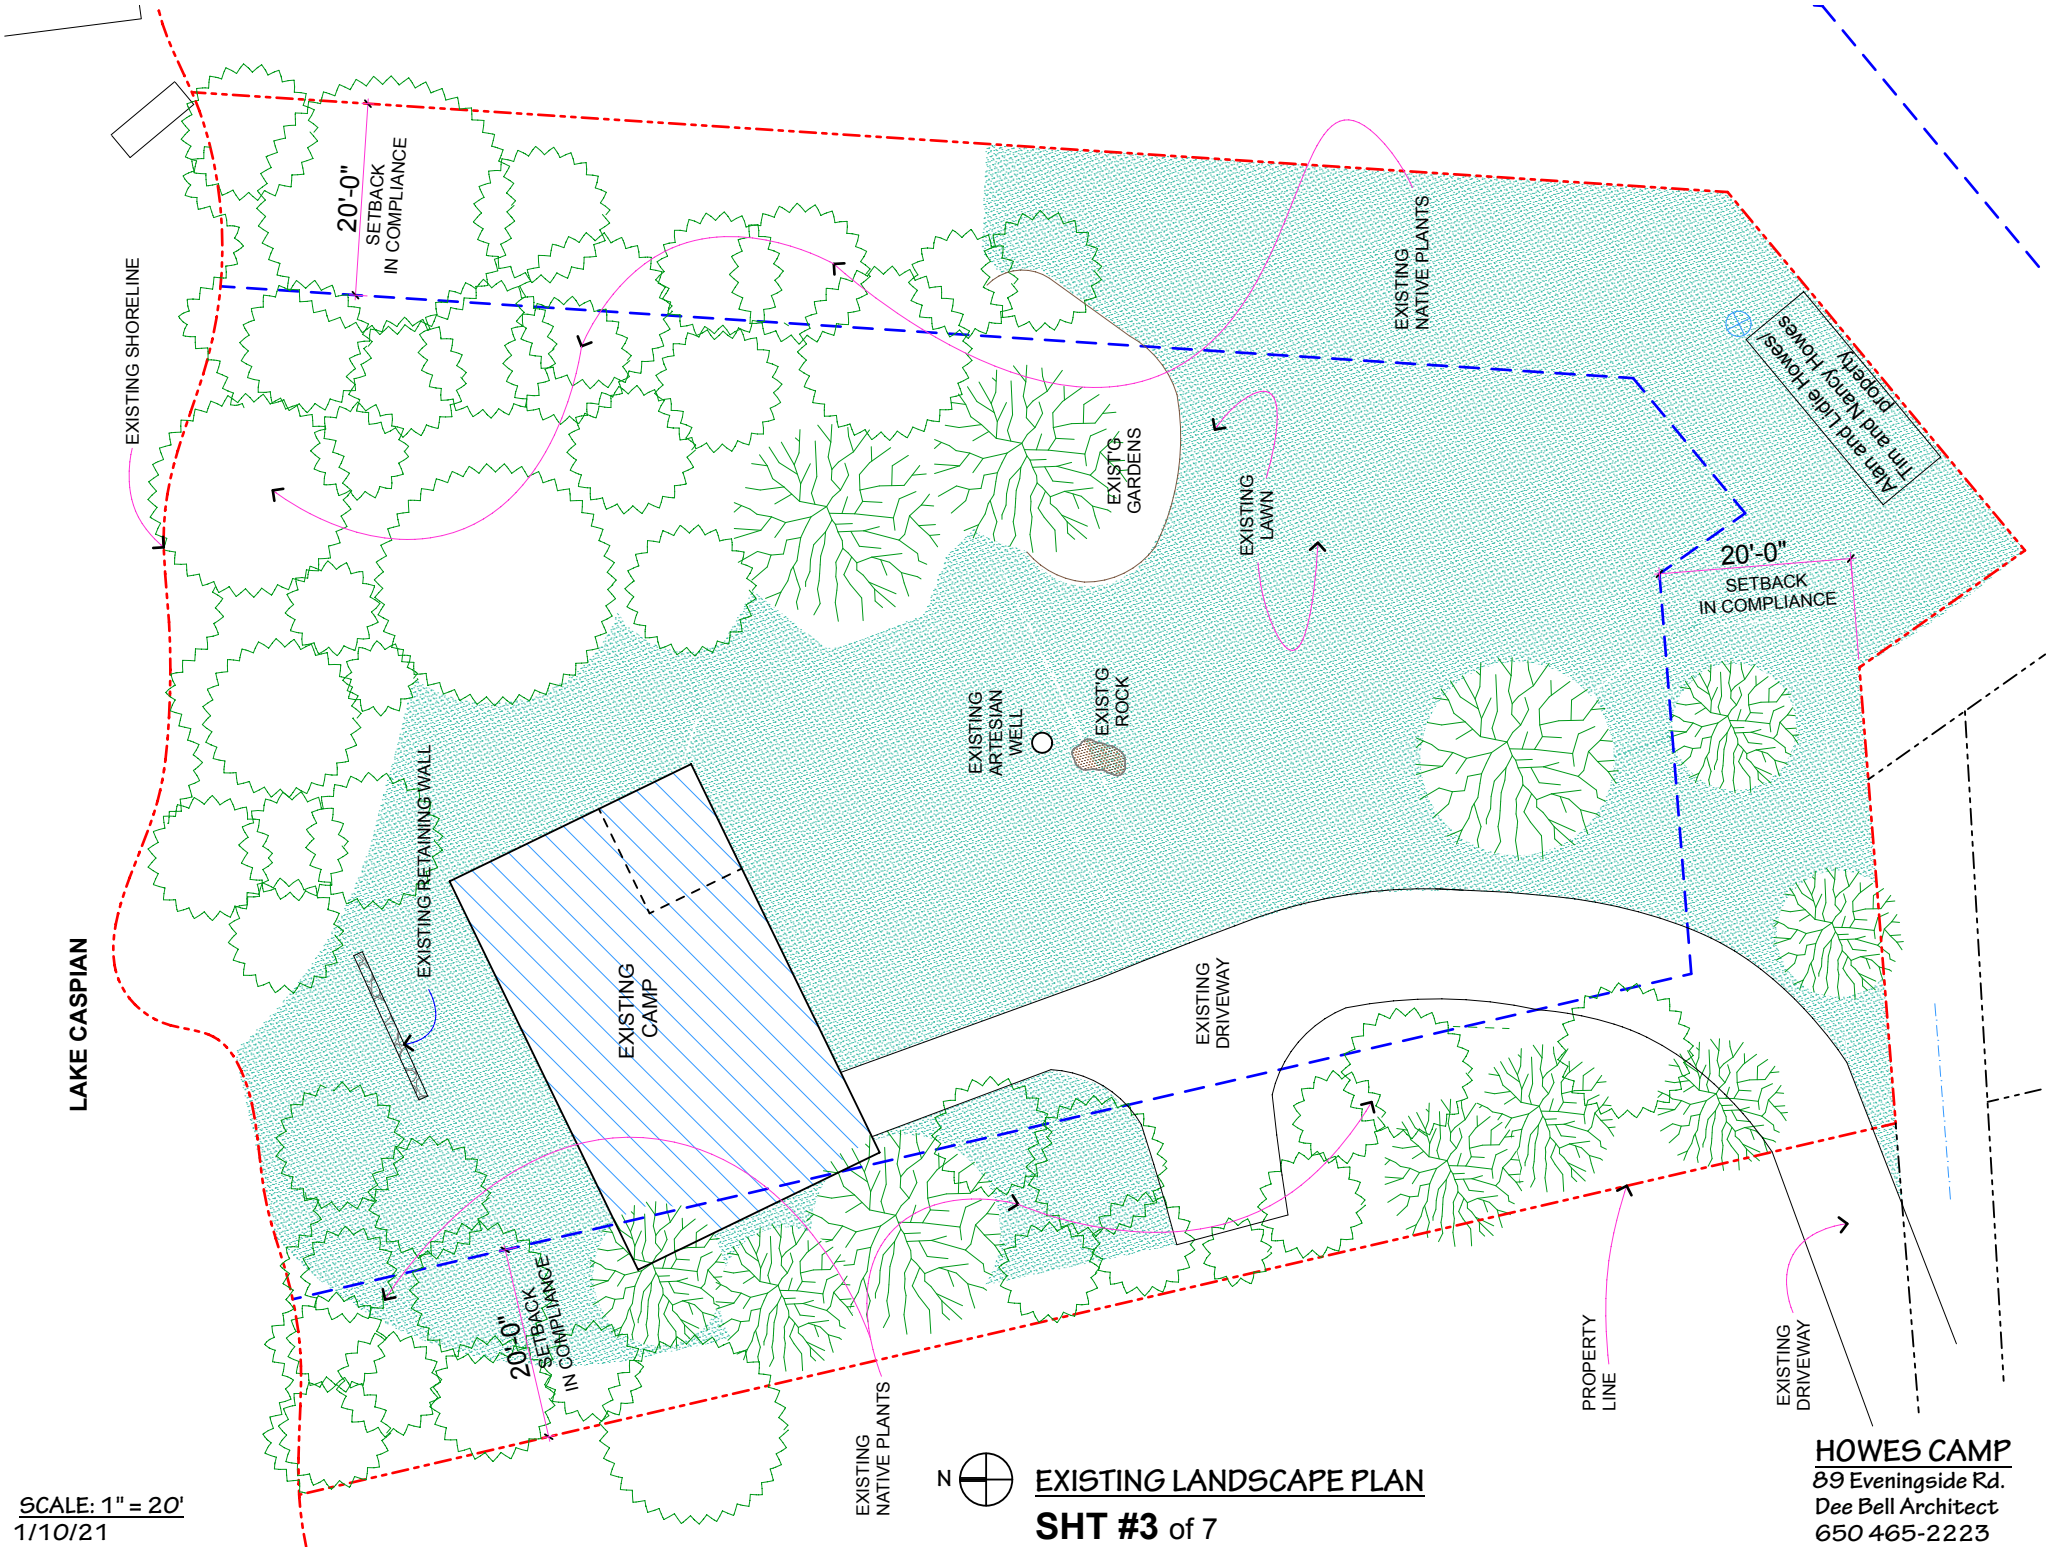 20'-0"
SETBACK
IN COMPLIANCE
EXISTING SHORELINE
EXISTING
NATIVE PLANTS
Alan and Lidie Howes/
Tim and Nancy Howes
property
EXIST'G
GARDENS
EXISTING
LAWN
20'-0"
SETBACK
IN COMPLIANCE
EXISTING
ARTESIAN
WELL
EXIST'G
ROCK
EXISTING RETAINING WALL
LAKE CASPIAN
EXISTING
CAMP
EXISTING
DRIVEWAY
20'-0"
SETBACK
IN COMPLIANCE
EXISTING
NATIVE PLANTS
PROPERTY
LINE
EXISTING
DRIVEWAY
N
EXISTING LANDSCAPE PLAN
SHT #3 of 7
SCALE: 1" = 20'
1/10/21
HOWES CAMP
89 Eveningside Rd.
Dee Bell Architect
650 465-2223